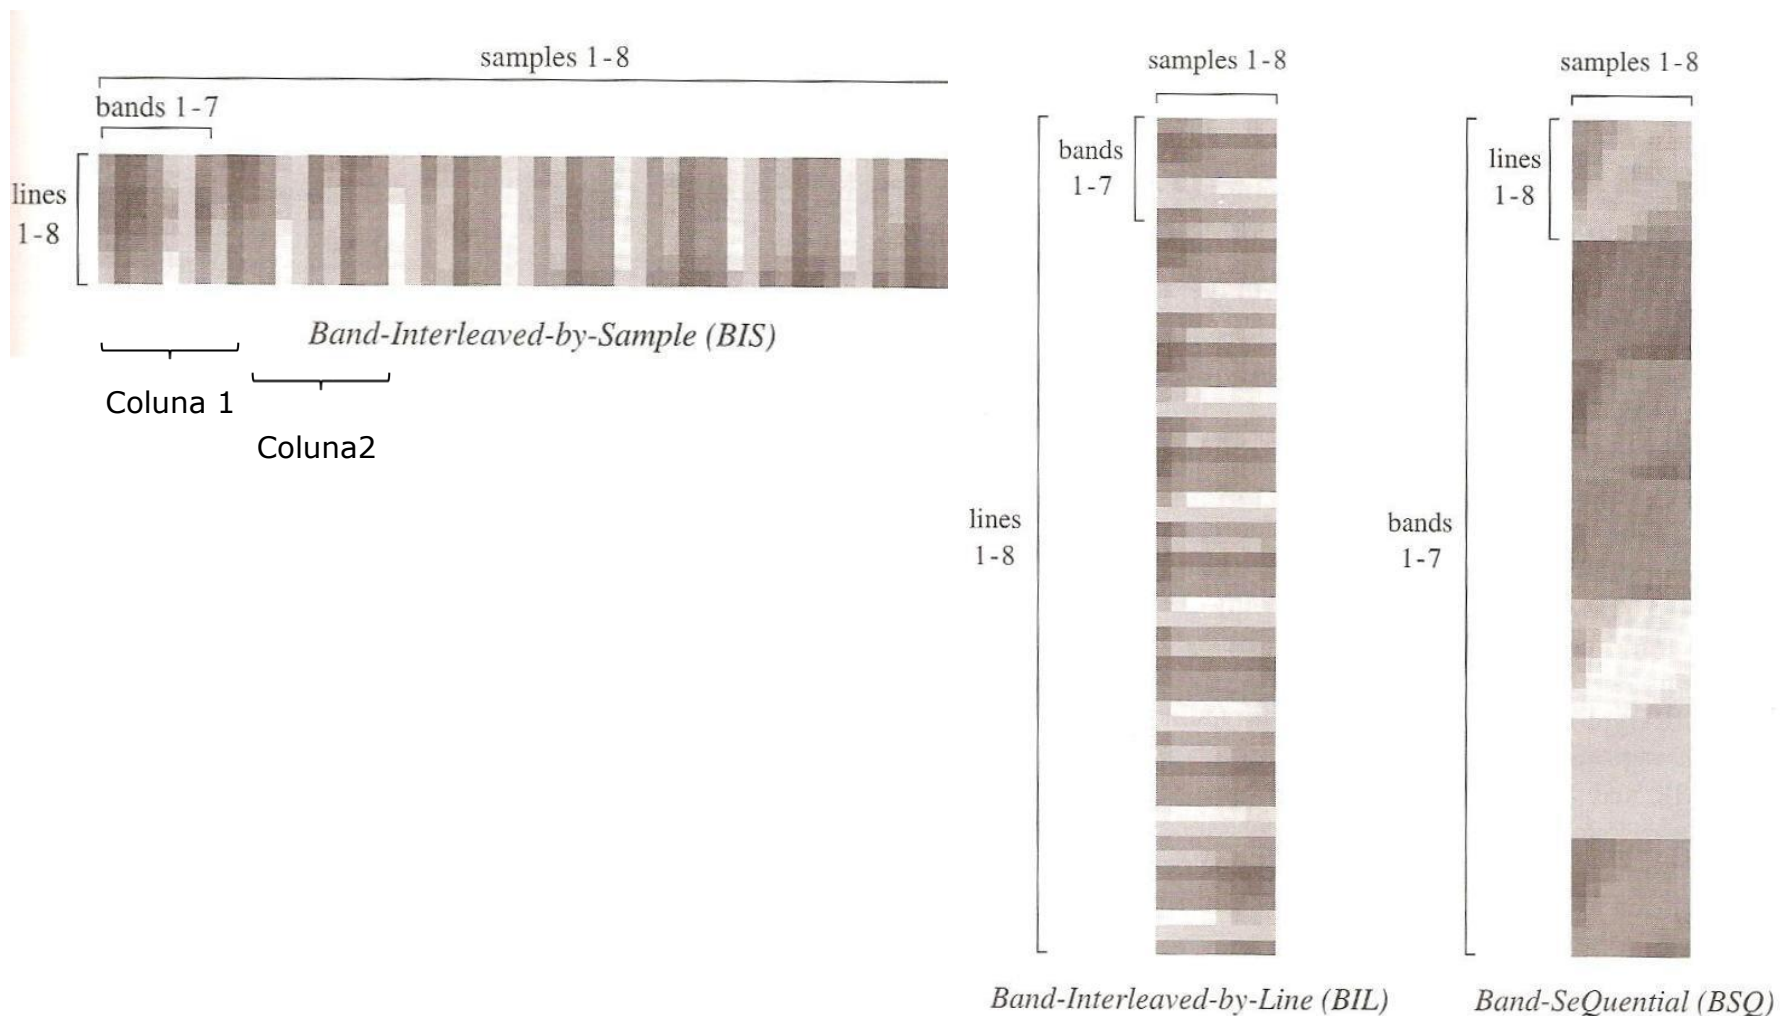 samples 1-8
bands 1-7
lines
1-8
Band-Interleaved-by-Sample (BIS)
Coluna 1
Coluna2
samples 1-8
bands
1-7
lines
1-8
Band-Interleaved-by-Line (BIL)
samples 1-8
lines
1-8
bands
1-7
Band-SeQuential (BSQ)